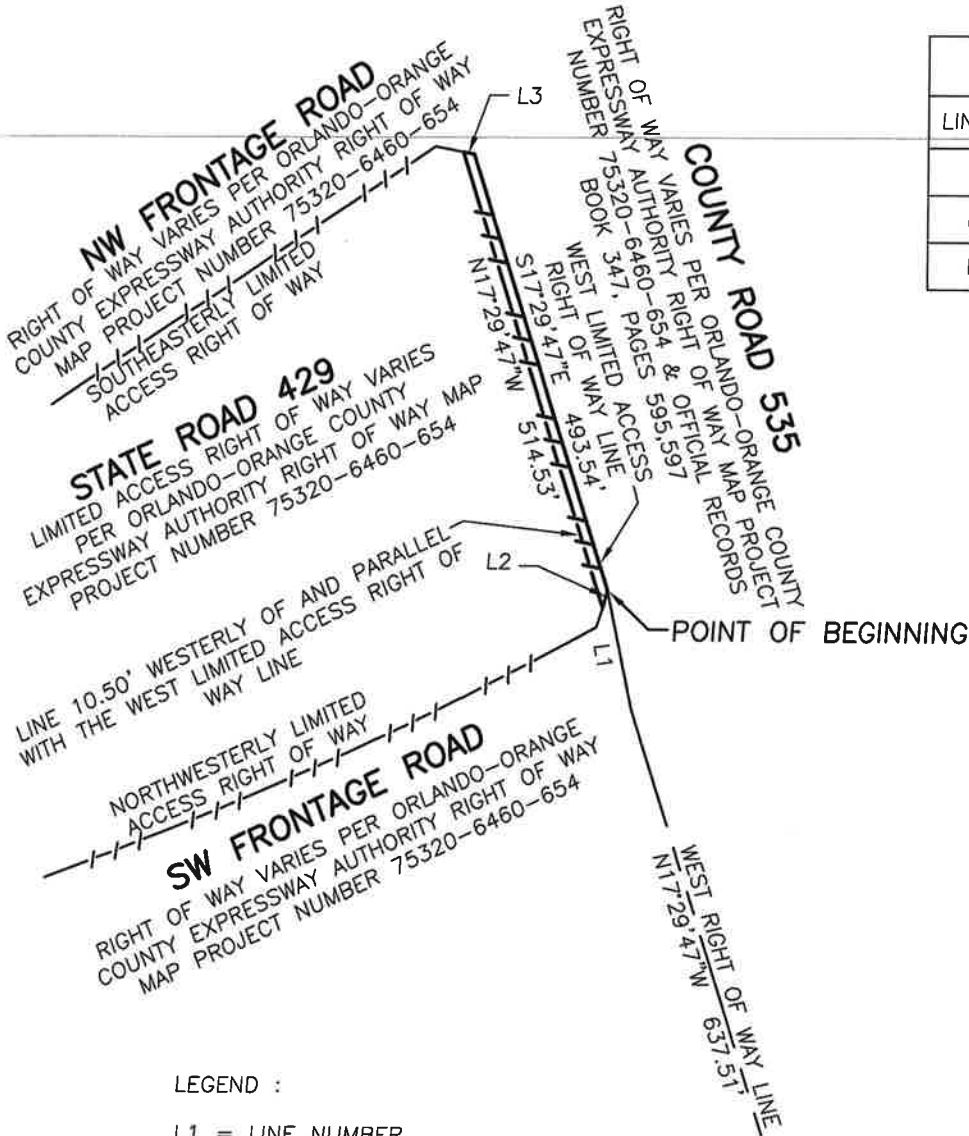 NW FRONTAGE ROAD
RIGHT OF WAY VARIES PER ORLANDO-ORANGE
COUNTY EXPRESSWAY AUTHORITY RIGHT OF WAY
MAP PROJECT NUMBER 75320-6460-654
SOUTHEASTERLY LIMITED
ACCESS RIGHT OF WAY
L3
COUNTY ROAD 535
RIGHT OF WAY VARIES PER ORLANDO-ORANGE COUNTY
EXPRESSWAY AUTHORITY RIGHT OF WAY MAP PROJECT
NUMBER 75320-6460-654 & OFFICIAL RECORDS
BOOK 347, PAGES 595,597
WEST LIMITED ACCESS
RIGHT OF WAY LINE
S17°29'47"E 493.54'
N17°29'47"W 514.53'
STATE ROAD 429
LIMITED ACCESS RIGHT OF WAY VARIES
PER ORLANDO-ORANGE COUNTY
EXPRESSWAY AUTHORITY RIGHT OF WAY MAP
PROJECT NUMBER 75320-6460-654
LINE 10.50' WESTERLY OF AND PARALLEL
WITH THE WEST LIMITED ACCESS RIGHT OF
WAY LINE
L2
L1
POINT OF BEGINNING
NORTHWESTERLY LIMITED
ACCESS RIGHT OF WAY
SW FRONTAGE ROAD
RIGHT OF WAY VARIES PER ORLANDO-ORANGE
COUNTY EXPRESSWAY AUTHORITY RIGHT OF WAY
MAP PROJECT NUMBER 75320-6460-654
WEST RIGHT OF WAY LINE
N17°29'47"W 637.51'
LEGEND :
L1 = LINE NUMBER